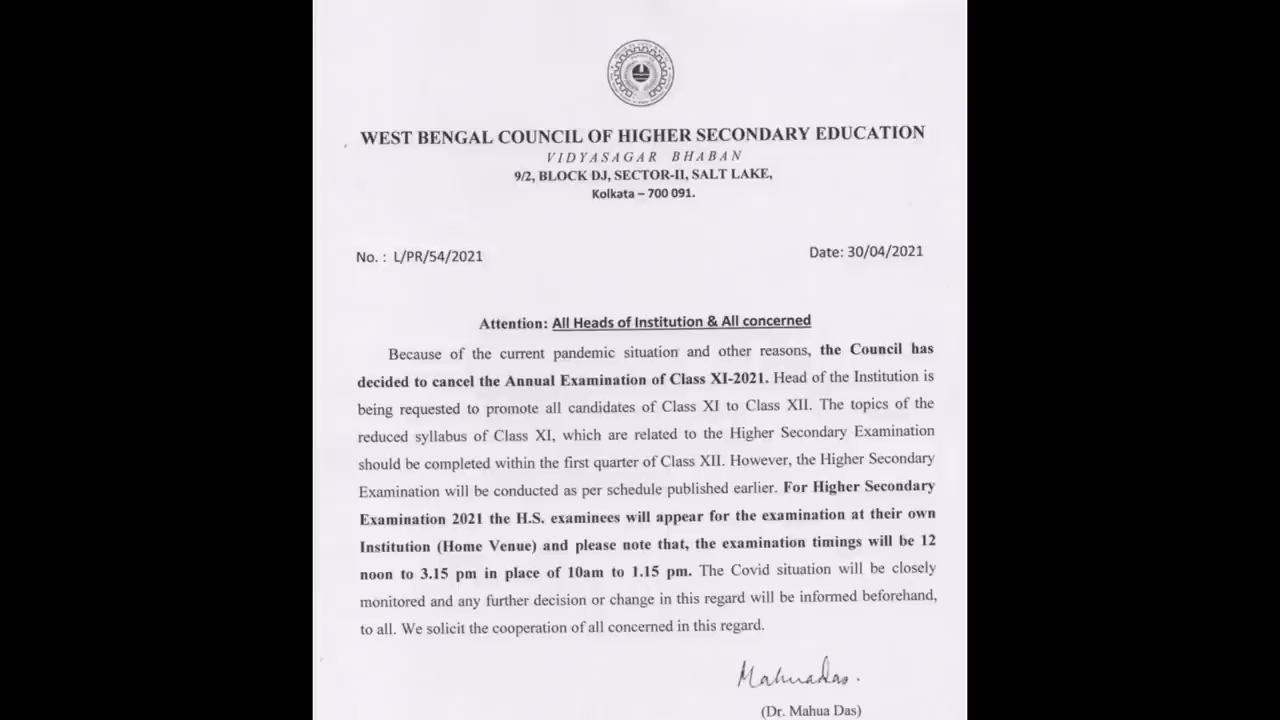 WEST BENGAL COUNCIL OF HIGHER SECONDARY EDUCATION
VIDYASAGAR BHABAN
9/2, BLOCK DJ, SECTOR-II, SALT LAKE,
Kolkata – 700 091.
No. : L/PR/54/2021
Date: 30/04/2021
Attention: All Heads of Institution & All concerned
Because of the current pandemic situation and other reasons, the Council has
decided to cancel the Annual Examination of Class XI-2021. Head of the Institution is
being requested to promote all candidates of Class XI to Class XII. The topics of the
reduced syllabus of Class XI, which are related to the Higher Secondary Examination
should be completed within the first quarter of Class XII. However, the Higher Secondary
Examination will be conducted as per schedule published earlier. For Higher Secondary
Examination 2021 the H.S. examinees will appear for the examination at their own
Institution (Home Venue) and please note that, the examination timings will be 12
noon to 3.15 pm in place of 10am to 1.15 pm. The Covid situation will be closely
monitored and any further decision or change in this regard will be informed beforehand,
to all. We solicit the cooperation of all concerned in this regard.
MahuaDas.
(Dr. Mahua Das)